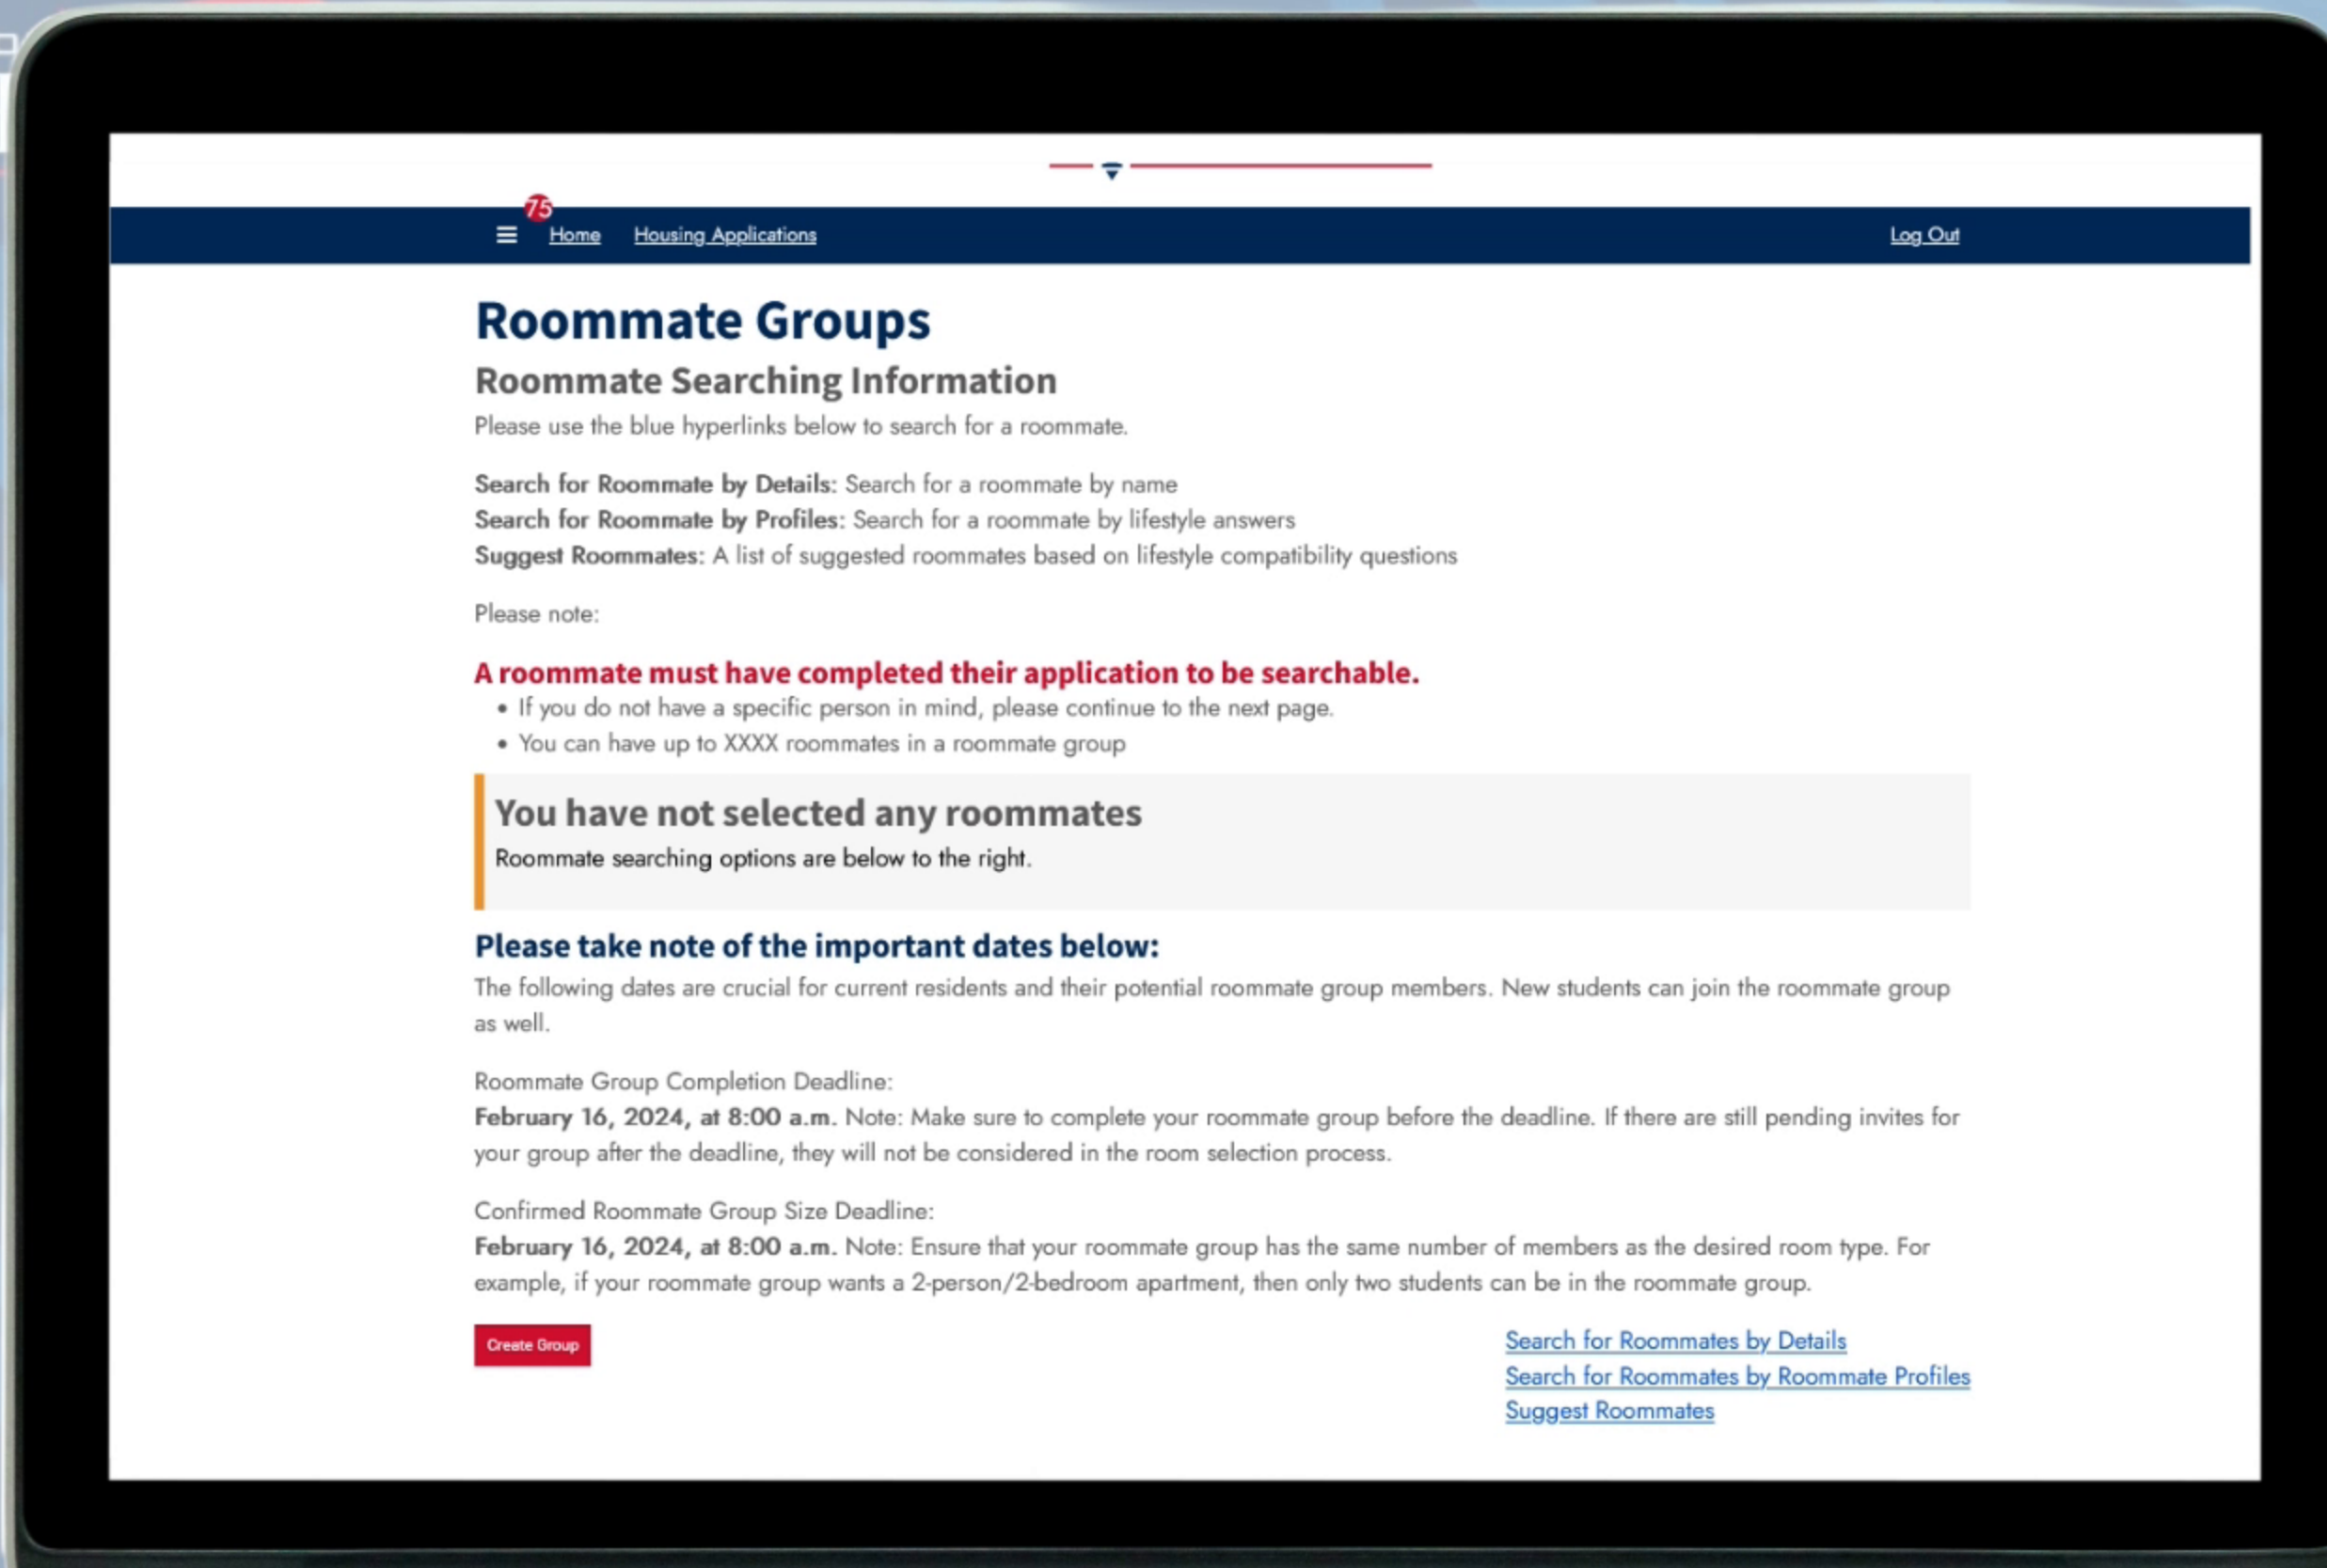 75
Home Housing Applications Log Out
Roommate Groups
Roommate Searching Information
Please use the blue hyperlinks below to search for a roommate.
Search for Roommate by Details: Search for a roommate by name
Search for Roommate by Profiles: Search for a roommate by lifestyle answers
Suggest Roommates: A list of suggested roommates based on lifestyle compatibility questions
Please note:
A roommate must have completed their application to be searchable.
• If you do not have a specific person in mind, please continue to the next page.
• You can have up to XXXX roommates in a roommate group
You have not selected any roommates
Roommate searching options are below to the right.
Please take note of the important dates below:
The following dates are crucial for current residents and their potential roommate group members. New students can join the roommate group
as well.
Roommate Group Completion Deadline:
February 16, 2024, at 8:00 a.m. Note: Make sure to complete your roommate group before the deadline. If there are still pending invites for
your group after the deadline, they will not be considered in the room selection process.
Confirmed Roommate Group Size Deadline:
February 16, 2024, at 8:00 a.m. Note: Ensure that your roommate group has the same number of members as the desired room type. For
example, if your roommate group wants a 2-person/2-bedroom apartment, then only two students can be in the roommate group.
Create Group
Search for Roommates by Details
Search for Roommates by Roommate Profiles
Suggest Roommates